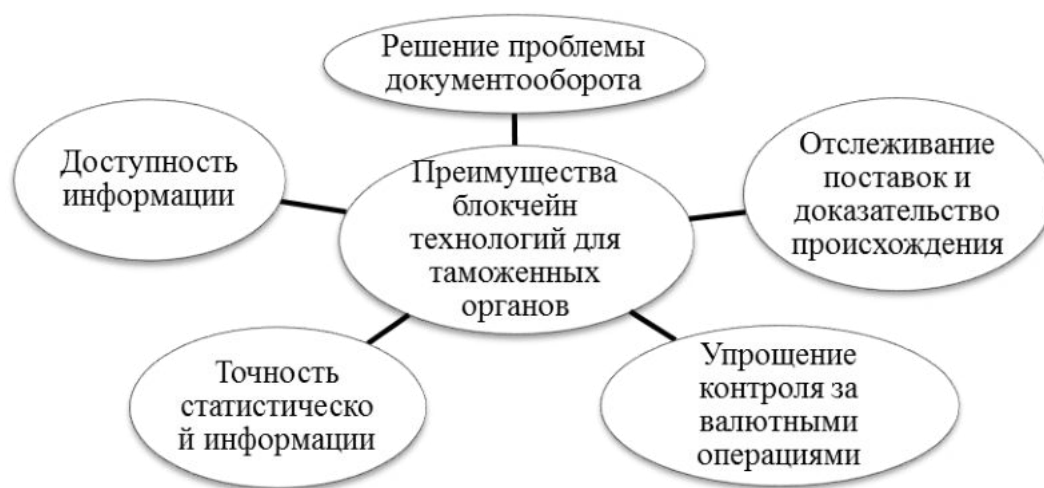 Решение проблемы
документооборота
Доступность
информации
Преимущества
блокчейн
технологий для
таможенных
органов
Отслеживание
поставок и
доказательство
происхождения
Точность
статистическо
й информации
Упрощение
контроля за
валютными
операциями